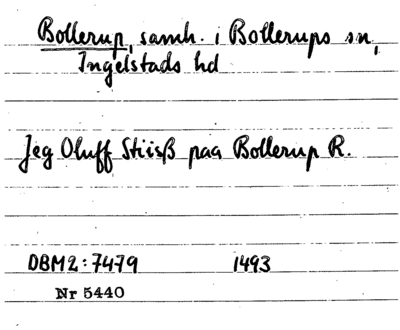 Bollerup, samh. i Bollerups sn,
Ingelstads hd
Jeg Oluff Stiisß paa Bollerup R.
DBM2:7479 1493
Nr 5440